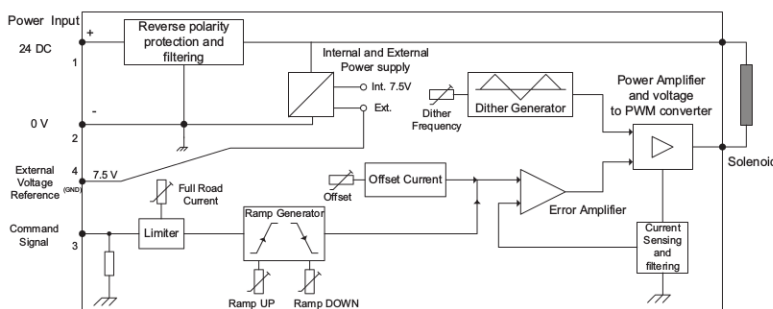 Power Input
24 DC
+
1
Reverse polarity
protection and
filtering
Internal and External
Power supply
Int. 7.5V
Ext.
-
0 V
2
Dither
Frequency
Dither Generator
Power Amplifier
and voltage
to PWM converter
Solenoid
External
Voltage
Reference
(GND)
4
7.5 V
Full Road
Current
Offset
Offset Current
Error Amplifier
Command
Signal
3
Limiter
Ramp Generator
Ramp UP
Ramp DOWN
Current
Sensing
and
filtering